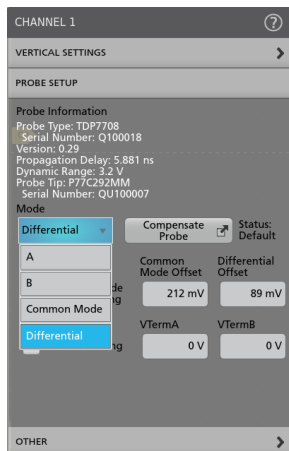 CHANNEL 1
?
VERTICAL SETTINGS
PROBE SETUP
Probe Information
Probe Type: TDP7708
Serial Number: Q100018
Version: 0.29
Propagation Delay: 5.881 ns
Dynamic Range: 3.2 V
Probe Tip: P77C292MM
Serial Number: QU100007
Mode
Differential
Compensate
Probe
Status:
Default
A
B
Common Mode
Differential
Common
Mode Offset
Differential
Offset
212 mV
89 mV
VTermA
VTermB
0 V
0 V
OTHER